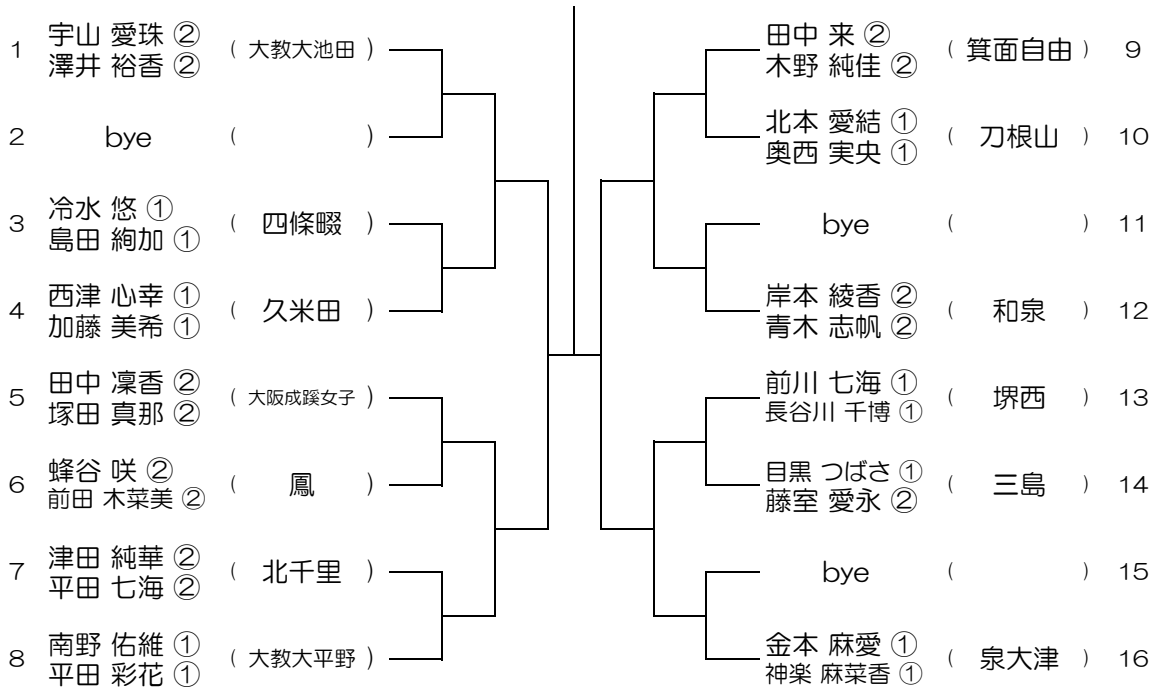 1 宇山 愛珠 ② ( 大教大池田 )
澤井 裕香 ②
2 bye ( )
3 冷水 悠 ① ( 四條畷 )
島田 絢加 ①
4 西津 心幸 ① ( 久米田 )
加藤 美希 ①
5 田中 凜香 ② ( 大阪成蹊女子 )
塚田 真那 ②
6 蜂谷 咲 ② ( 鳳 )
前田 木菜美 ②
7 津田 純華 ② ( 北千里 )
平田 七海 ②
8 南野 佑維 ① ( 大教大平野 )
平田 彩花 ①
田中 来 ② ( 箕面自由 ) 9
木野 純佳 ②
北本 愛結 ① ( 刀根山 ) 10
奥西 実央 ①
bye ( ) 11
岸本 綾香 ② ( 和泉 ) 12
青木 志帆 ②
前川 七海 ① ( 堺西 ) 13
長谷川 千博 ①
目黒 つばさ ① ( 三島 ) 14
藤室 愛永 ②
bye ( ) 15
金本 麻愛 ① ( 泉大津 ) 16
神楽 麻菜香 ①